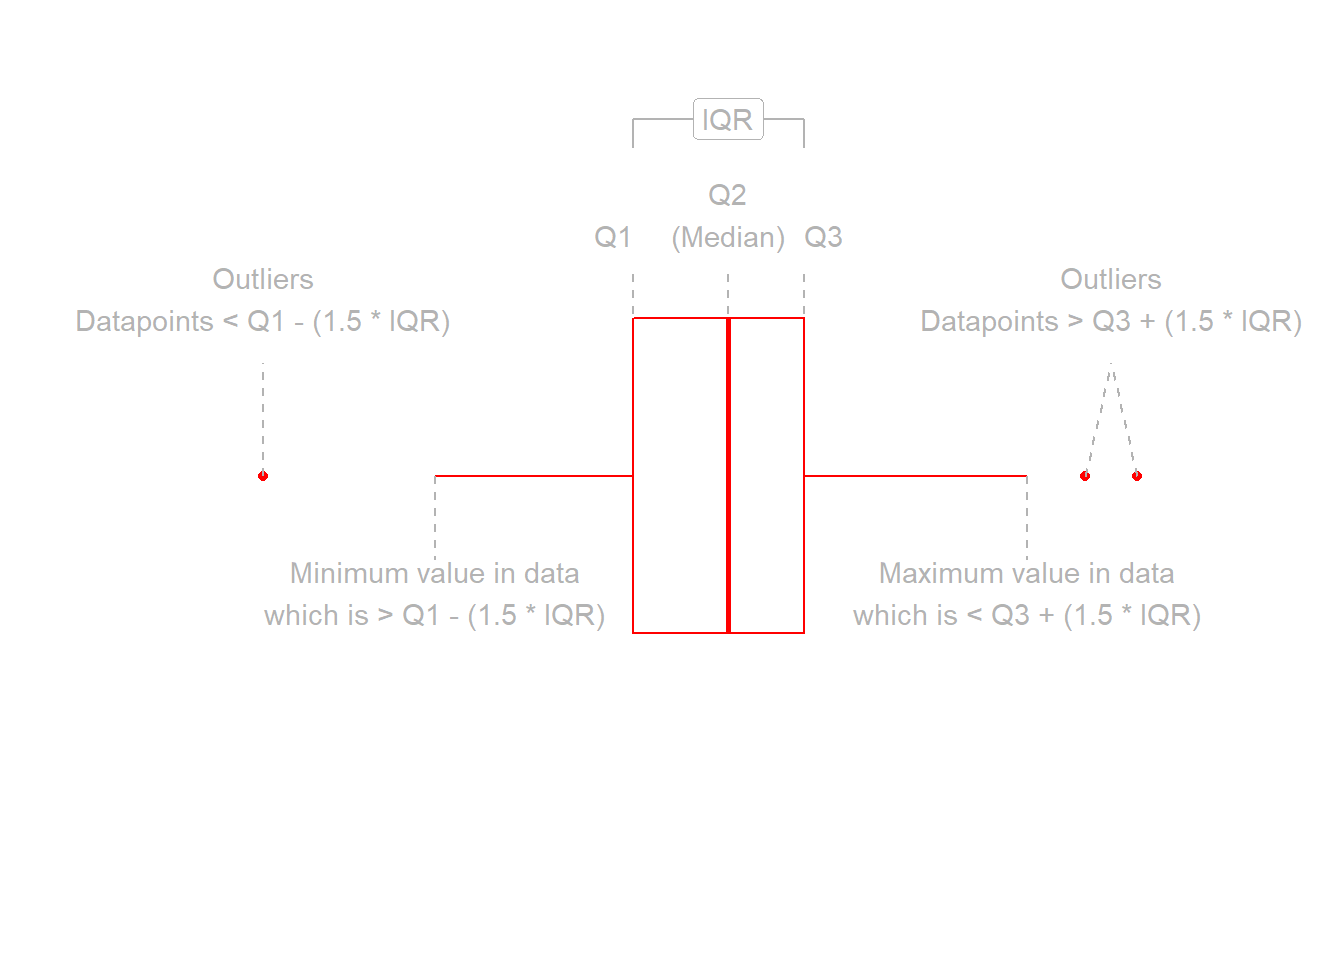 IQR
Q2
Q1
(Median)
Q3
Outliers
Datapoints < Q1 - (1.5 * IQR)
Outliers
Datapoints > Q3 + (1.5 * IQR)
Minimum value in data
which is > Q1 - (1.5 * IQR)
Maximum value in data
which is < Q3 + (1.5 * IQR)